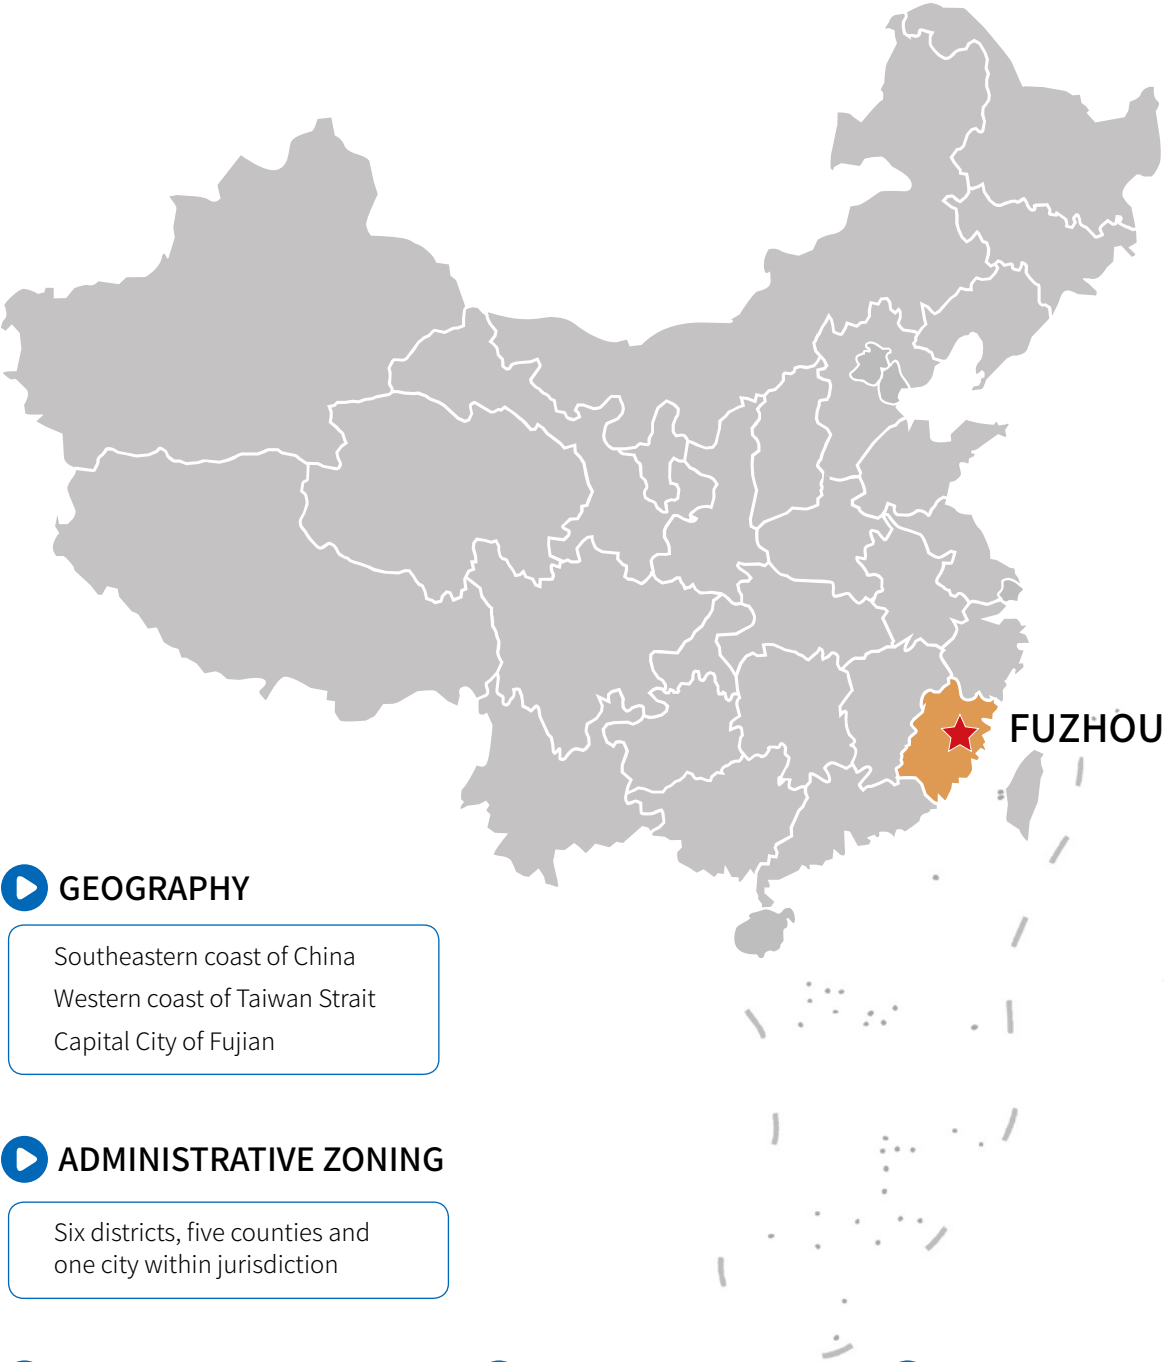 FUZHOU
GEOGRAPHY
Southeastern coast of China
Western coast of Taiwan Strait
Capital City of Fujian
ADMINISTRATIVE ZONING
Six districts, five counties and
one city within jurisdiction